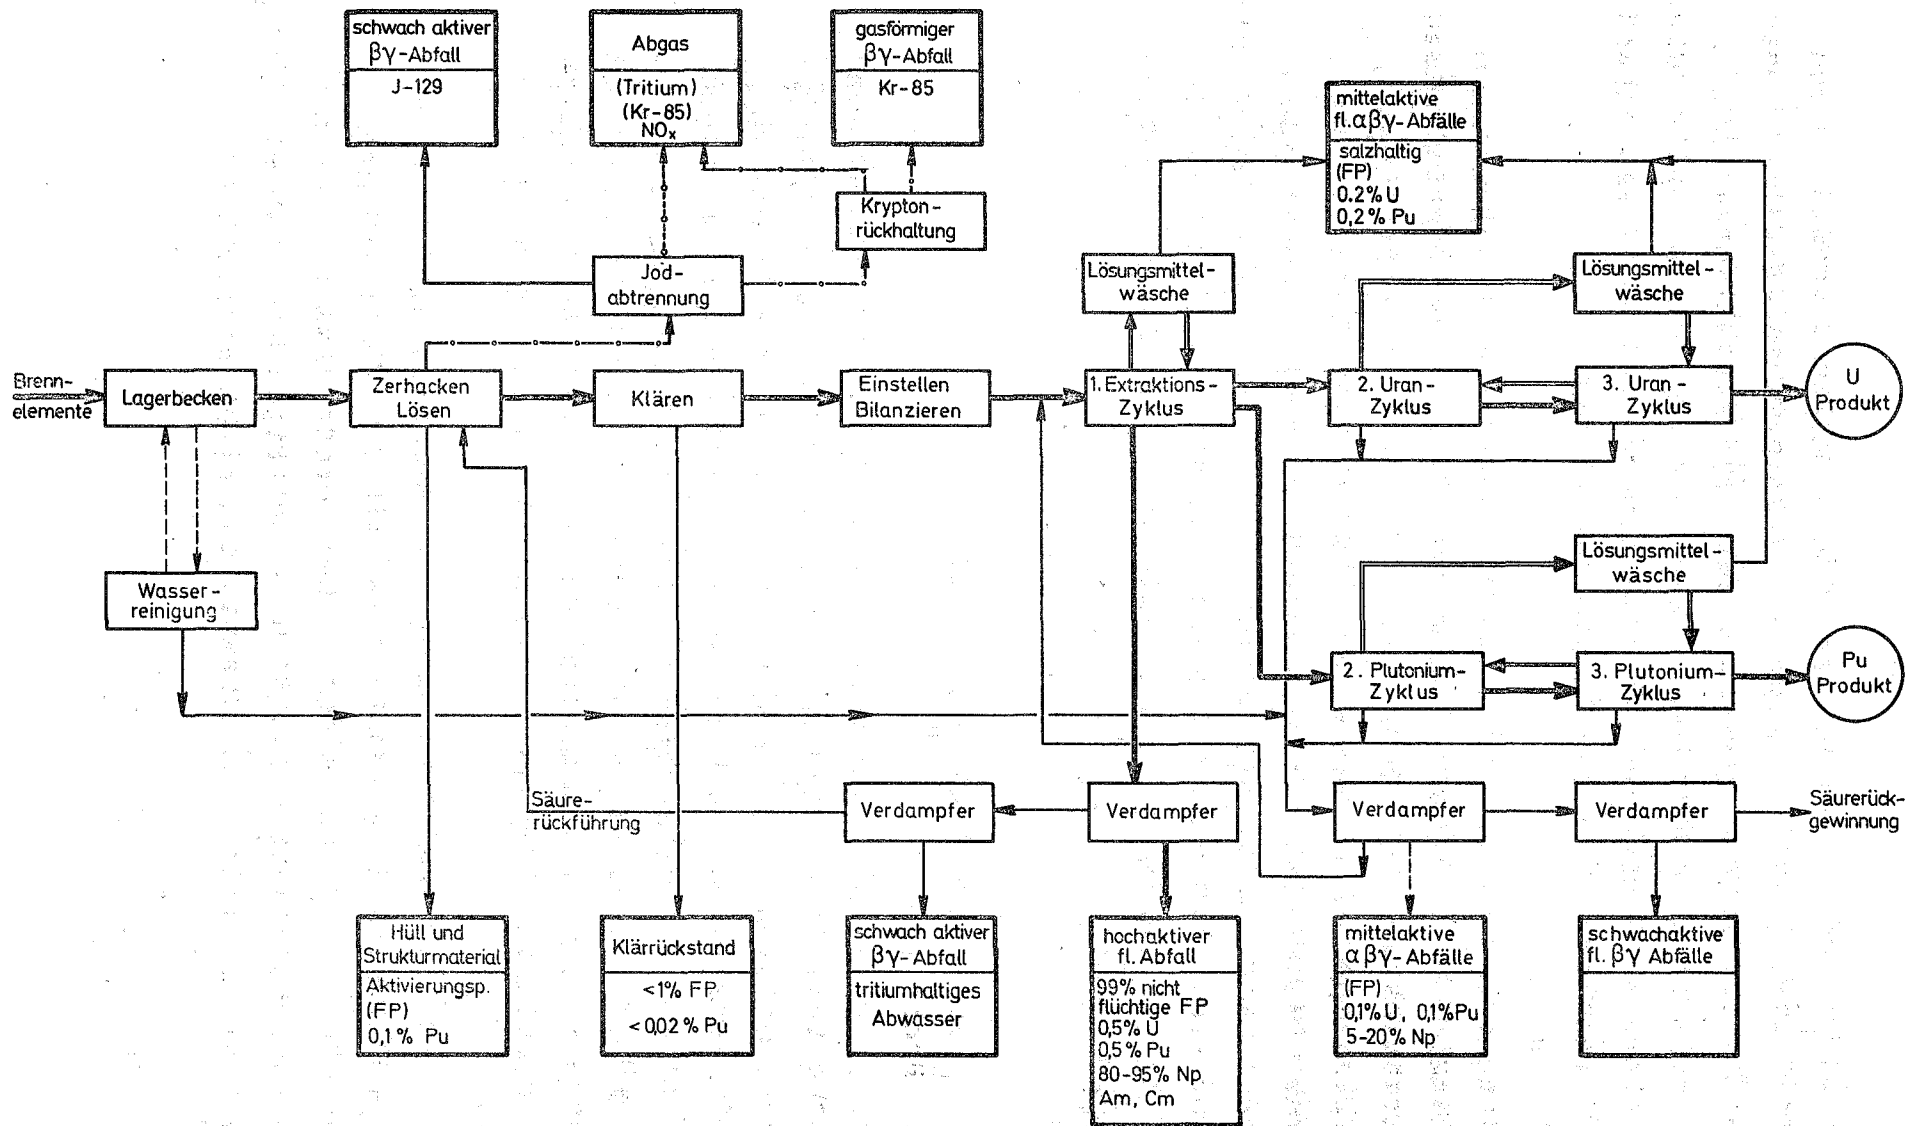 schwach aktiver
βγ-Abfall
J-129
Abgas
(Tritium)
(Kr-85)
NOx
gasförmiger
βγ-Abfall
Kr-85
mittelaktive
fl. αβγ-Abfälle
salzhaltig
(FP)
0.2% U
0,2% Pu
Krypton-
rückhaltung
Jod-
abtrennung
Lösungsmittel-
wäsche
Lösungsmittel-
wäsche
Brenn-
elemente
Lagerbecken
Zerhacken
Lösen
Klären
Einstellen
Bilanzieren
1. Extraktions-
Zyklus
2. Uran-
Zyklus
3. Uran-
Zyklus
U
Produkt
Wasser-
reinigung
Lösungsmittel-
wäsche
2. Plutonium-
Zyklus
3. Plutonium-
Zyklus
Pu
Produkt
Säure-
rückführung
Verdampfer
Verdampfer
Verdampfer
Verdampfer
Säurerück-
gewinnung
Hüll und
Strukturmaterial
Aktivierungsp.
(FP)
0,1% Pu
Klärrückstand
<1% FP
<0,02% Pu
schwach aktiver
βγ-Abfall
tritiumhaltiges
Abwasser
hochaktiver
fl. Abfall
99% nicht
flüchtige FP
0,5% U
0,5% Pu
80-95% Np
Am, Cm
mittelaktive
αβγ-Abfälle
(FP)
0,1% U, 0,1% Pu
5-20% Np
schwachaktive
fl. βγ Abfälle